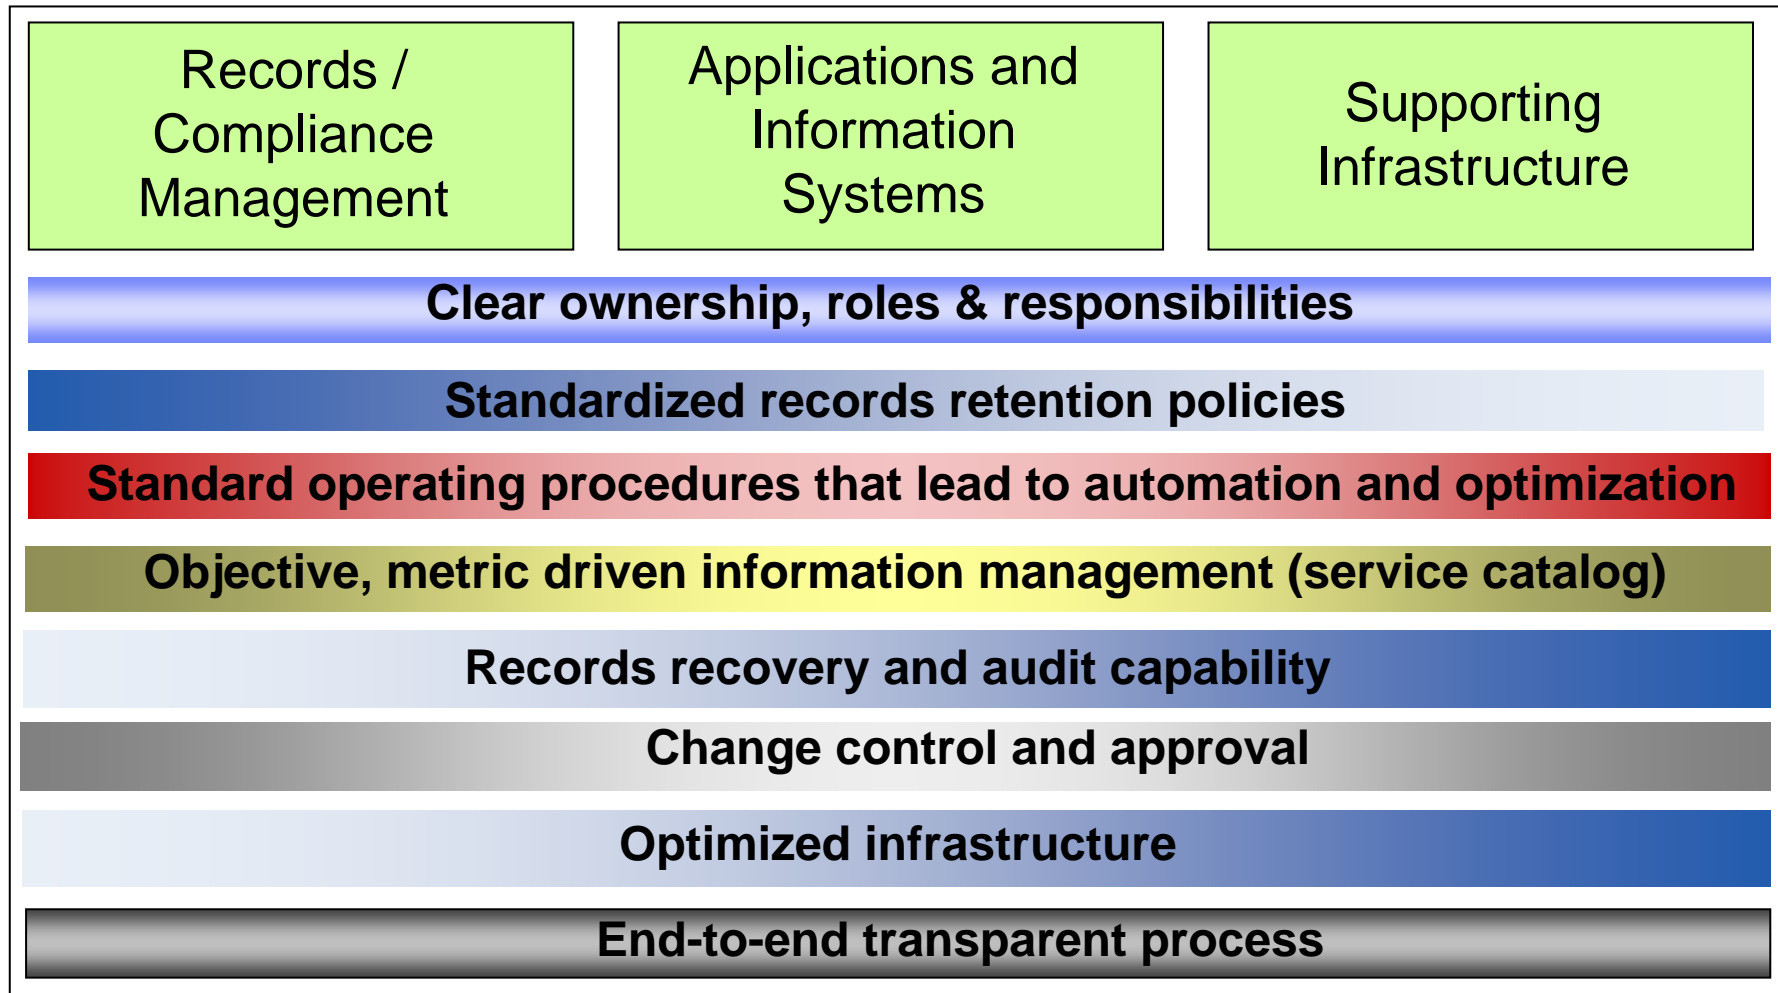 Records /
Compliance
Management
Applications and
Information
Systems
Supporting
Infrastructure
Clear ownership, roles & responsibilities
Standardized records retention policies
Standard operating procedures that lead to automation and optimization
Objective, metric driven information management (service catalog)
Records recovery and audit capability
Change control and approval
Optimized infrastructure
End-to-end transparent process